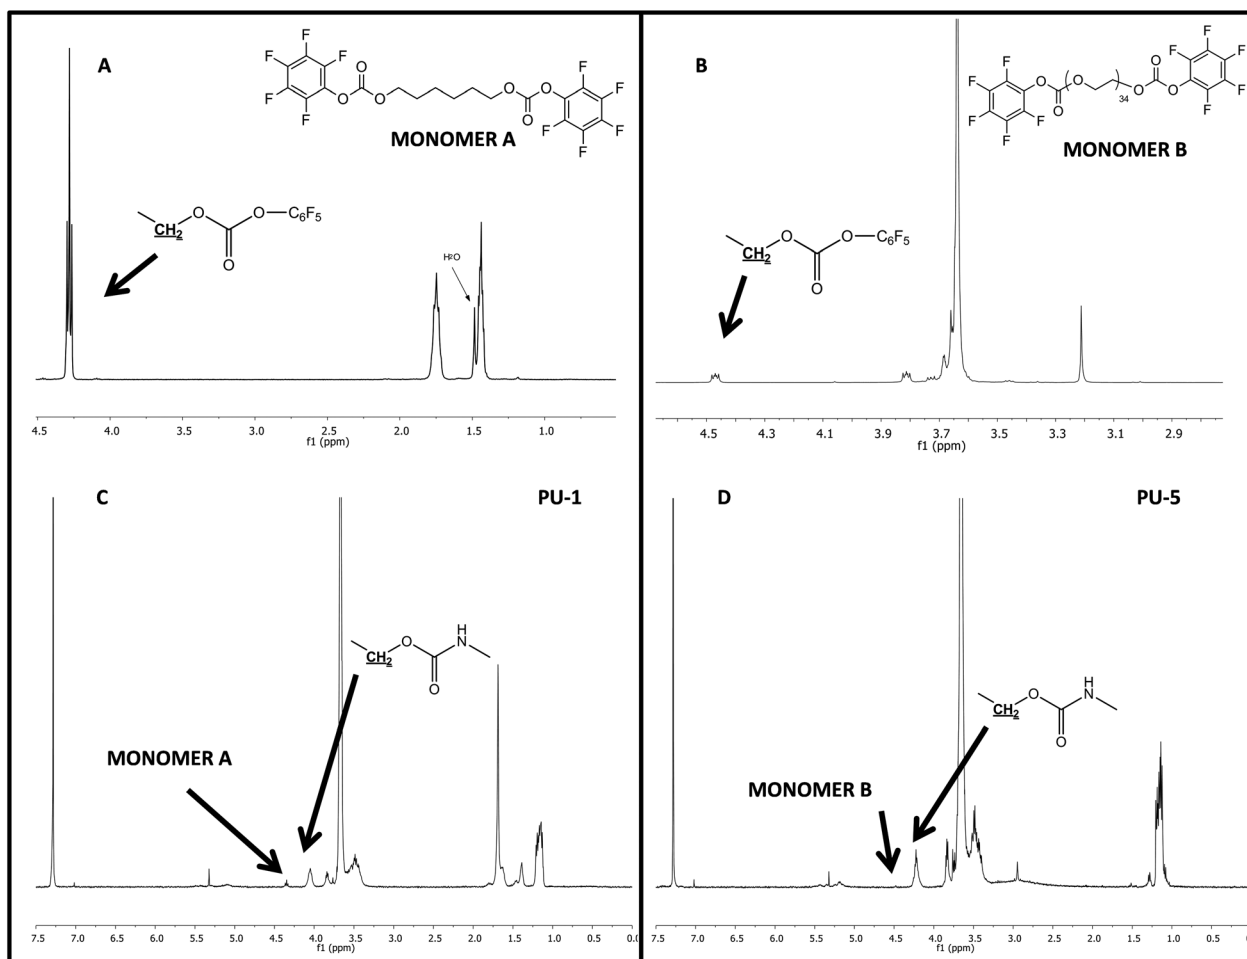 A
F
F
F
F
F
O
O
O
O
O
O
F
F
F
F
F
MONOMER A
CH2
O
O
O
C6F5
H2O
4.5 4.0 3.5 3.0 2.5 2.0 1.5 1.0
f1 (ppm)
B
F
F
F
F
F
O
O
O
34
O
O
O
F
F
F
F
F
MONOMER B
CH2
O
O
O
C6F5
4.5 4.3 4.1 3.9 3.7 3.5 3.3 3.1 2.9
f1 (ppm)
C
PU-1
CH2
O
O
H
N
MONOMER A
7.5 7.0 6.5 6.0 5.5 5.0 4.5 4.0 3.5 3.0 2.5 2.0 1.5 1.0 0.5 0.0
f1 (ppm)
D
PU-5
CH2
O
O
H
N
MONOMER B
7.5 7.0 6.5 6.0 5.5 5.0 4.5 4.0 3.5 3.0 2.5 2.0 1.5 1.0 0.5
f1 (ppm)